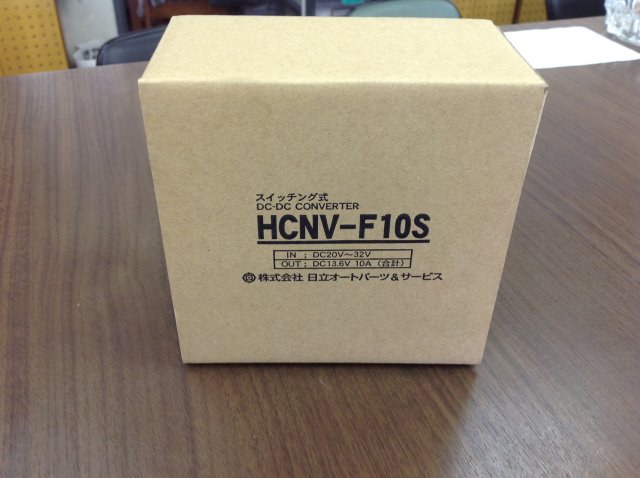 スイッチング式
DC-DC CONVERTER
HCNV-F10S
IN ; DC20V～32V
OUT ; DC13.6V 10A (合計)
株式会社 日立オートパーツ＆サービス